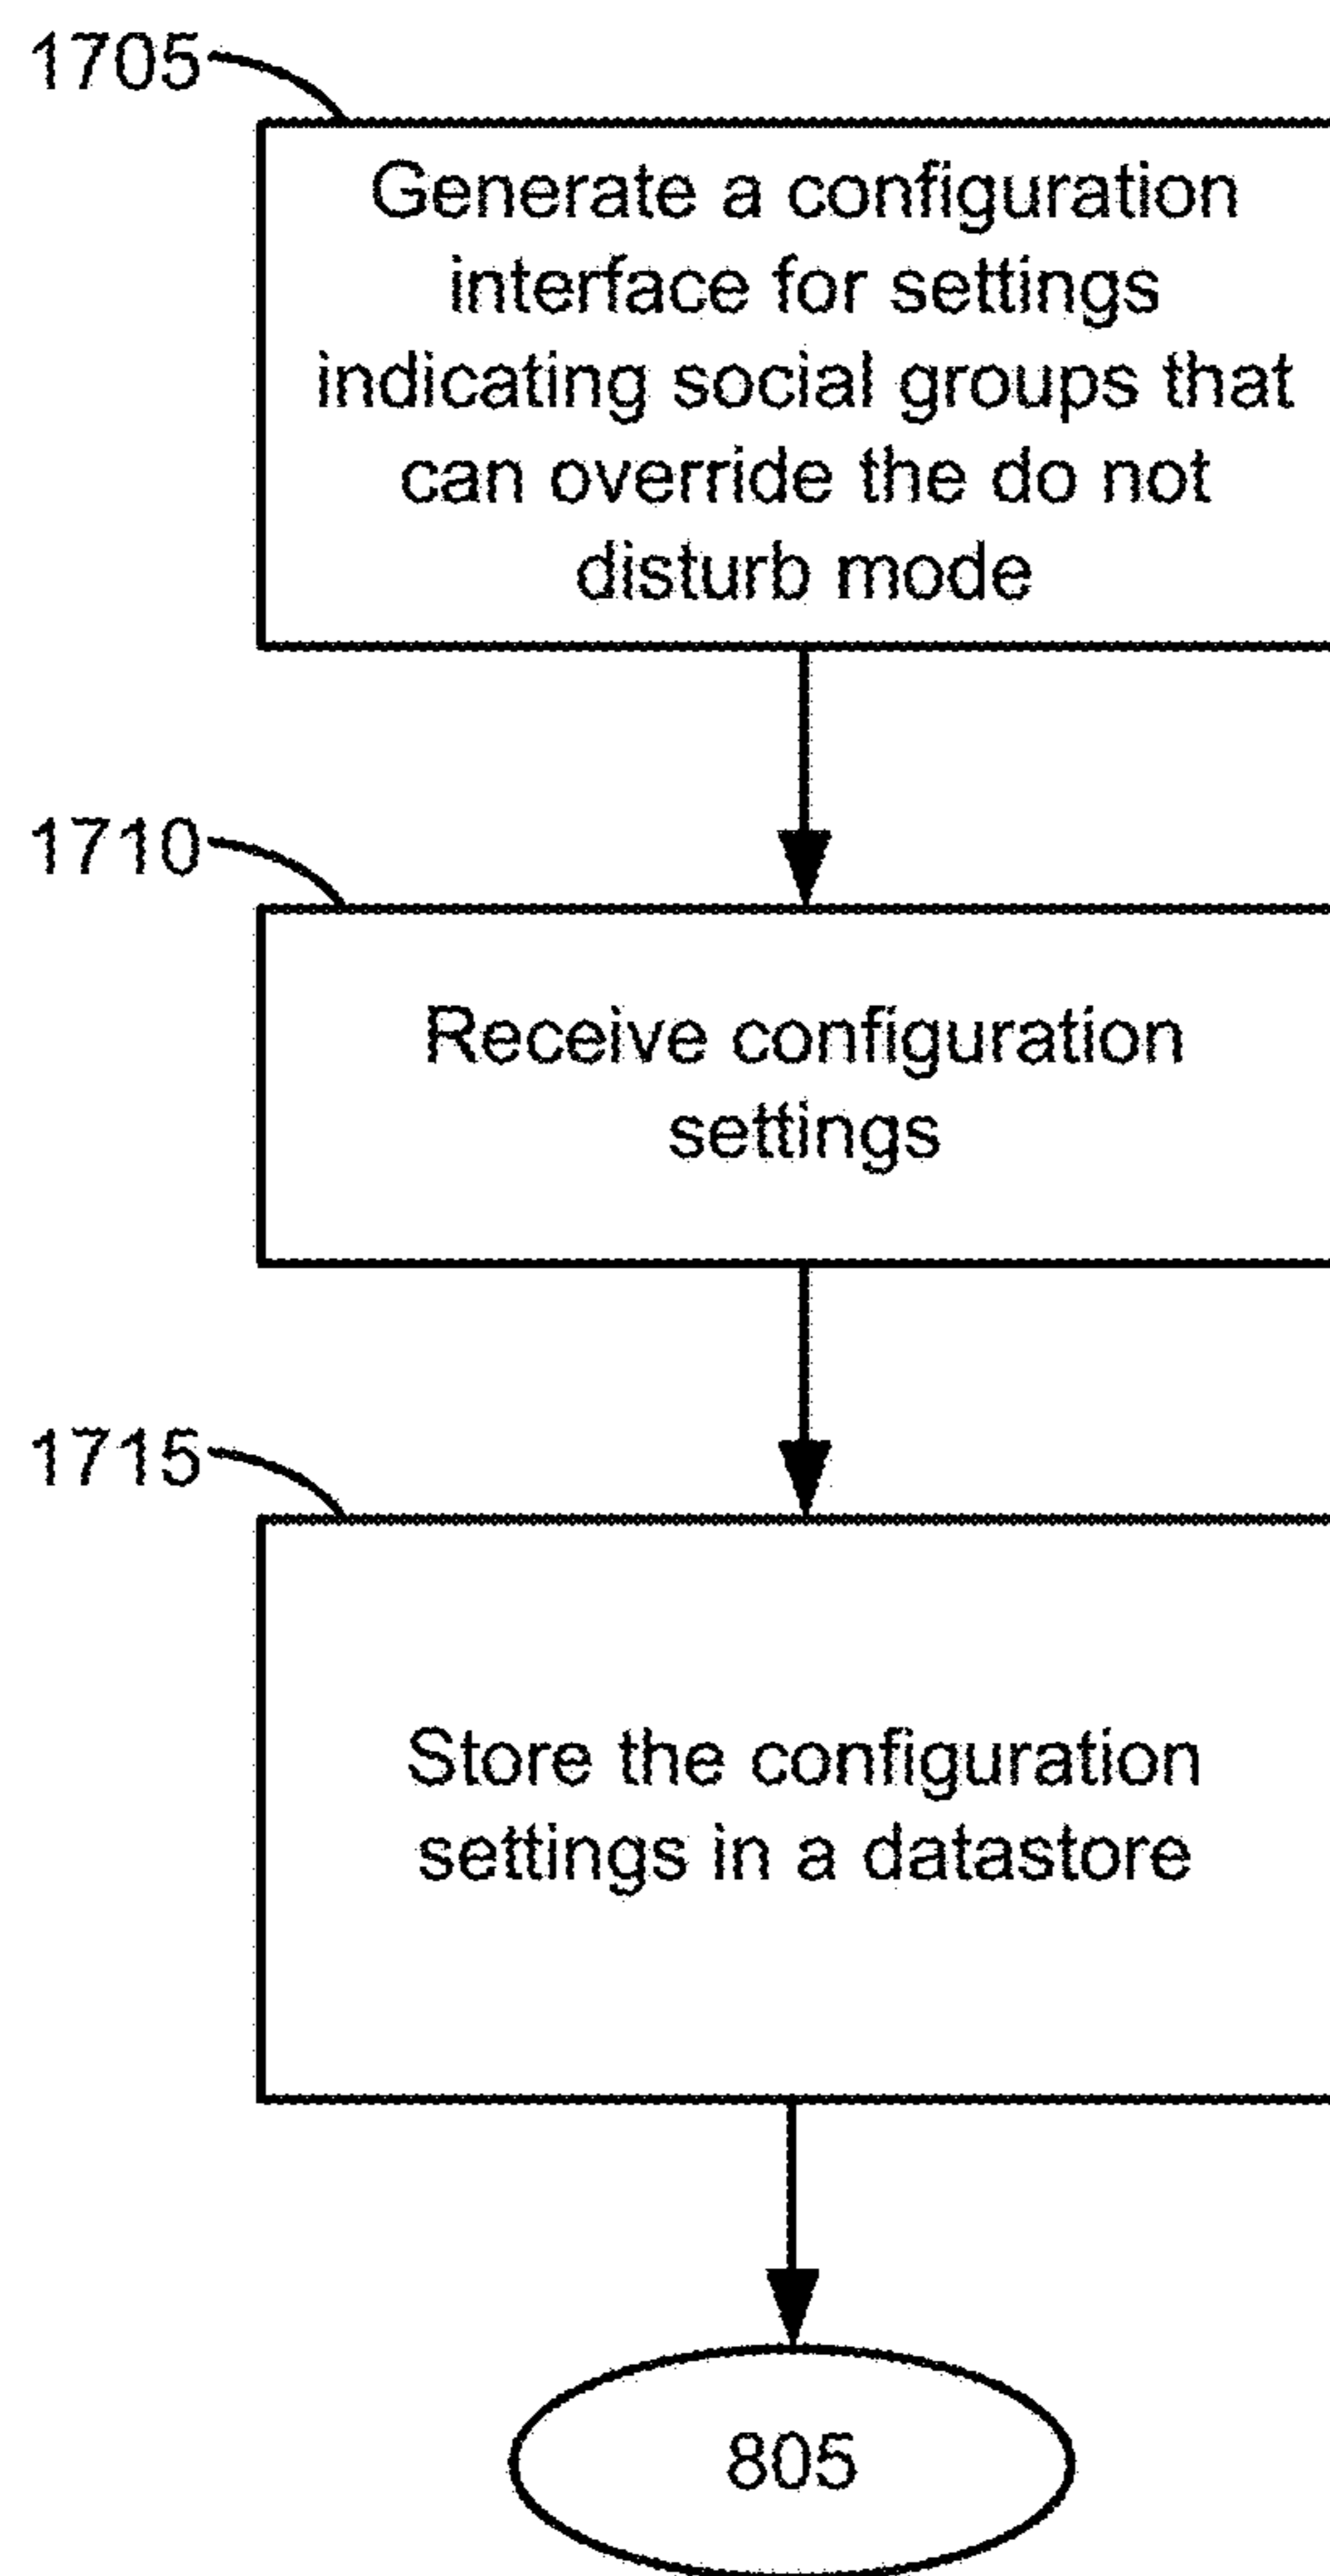 1705
Generate a configuration
interface for settings
indicating social groups that
can override the do not
disturb mode
1710
Receive configuration
settings
1715
Store the configuration
settings in a datastore
805